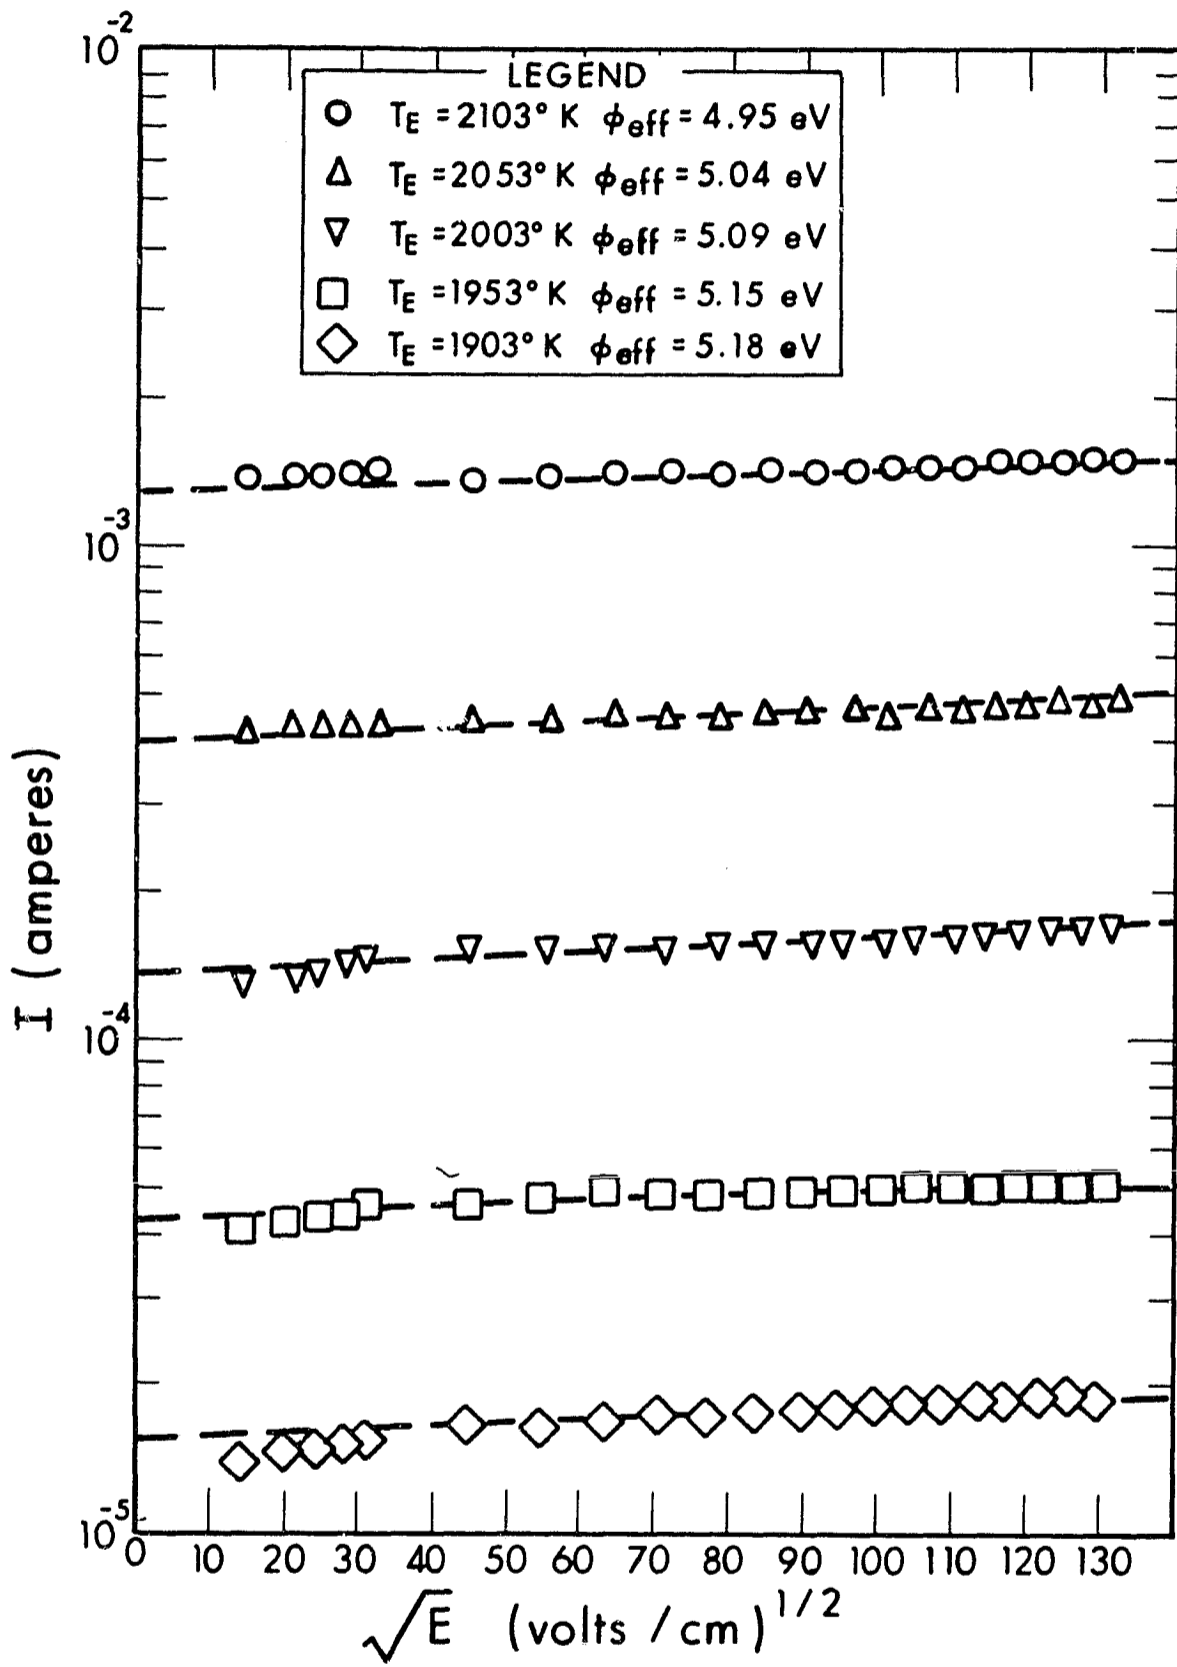 10⁻²
LEGEND
T_E = 2103° K ϕ_eff = 4.95 eV
T_E = 2053° K ϕ_eff = 5.04 eV
T_E = 2003° K ϕ_eff = 5.09 eV
T_E = 1953° K ϕ_eff = 5.15 eV
T_E = 1903° K ϕ_eff = 5.18 eV
10⁻³
I (amperes)
10⁻⁴
10⁻⁵
0 10 20 30 40 50 60 70 80 90 100 110 120 130
√E (volts / cm)^1/2